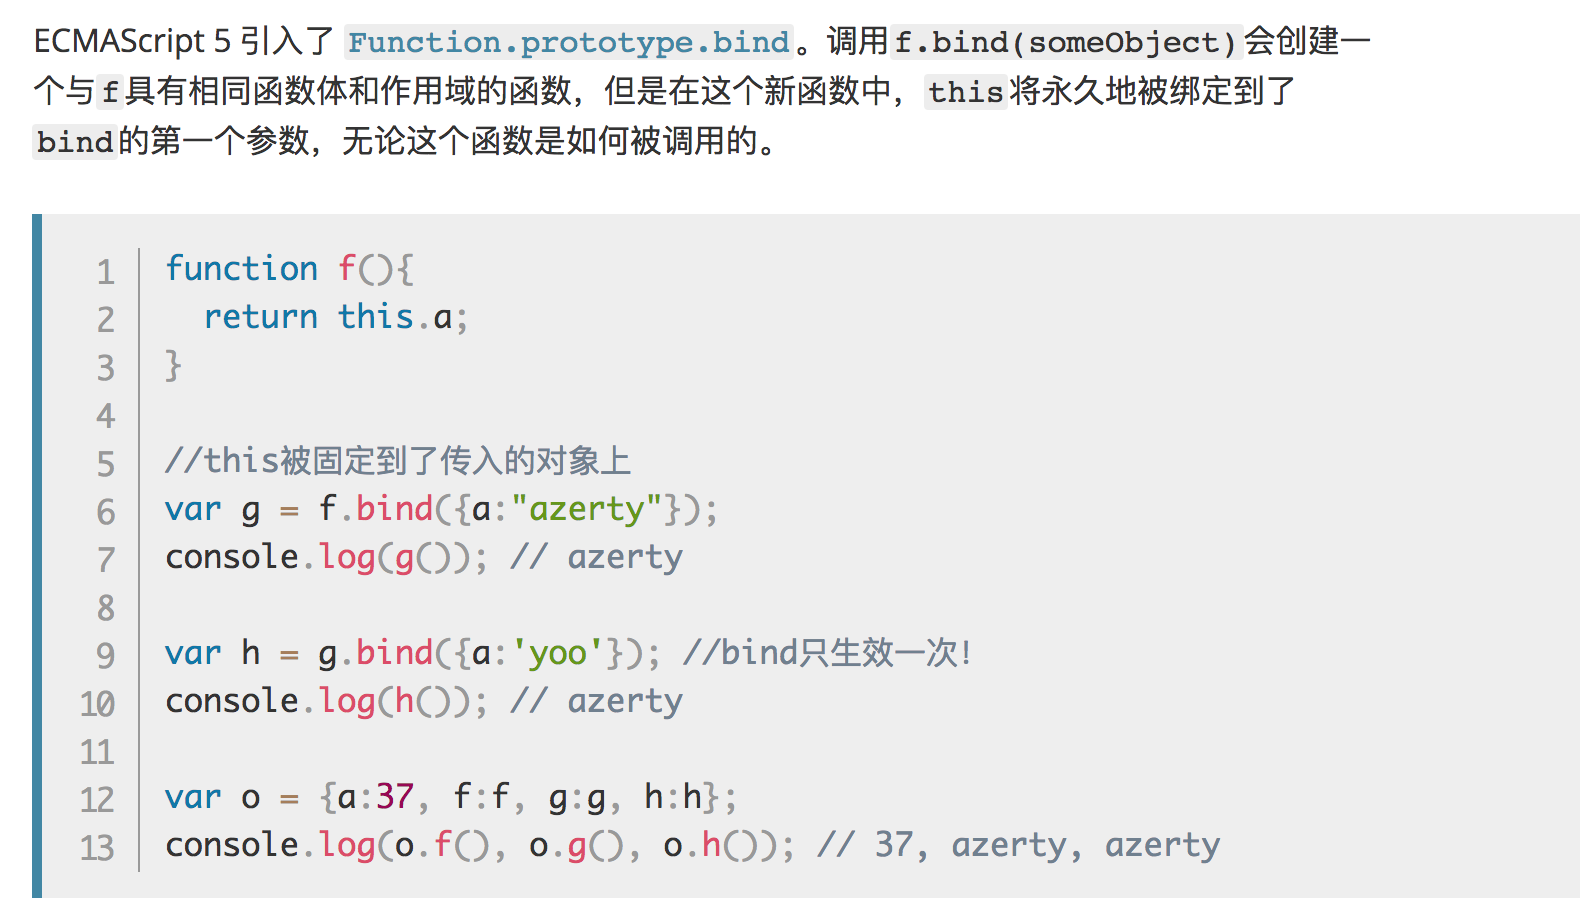 ECMAScript 5 引入了 Function.prototype.bind。调用f.bind(someObject)会创建一
个与f具有相同函数体和作用域的函数，但是在这个新函数中，this将永久地被绑定到了
bind的第一个参数，无论这个函数是如何被调用的。
1 function f(){
2   return this.a;
3 }
4
5 //this被固定到了传入的对象上
6 var g = f.bind({a:"azerty"});
7 console.log(g()); // azerty
8
9 var h = g.bind({a:'yoo'}); //bind只生效一次！
10 console.log(h()); // azerty
11
12 var o = {a:37, f:f, g:g, h:h};
13 console.log(o.f(), o.g(), o.h()); // 37, azerty, azerty